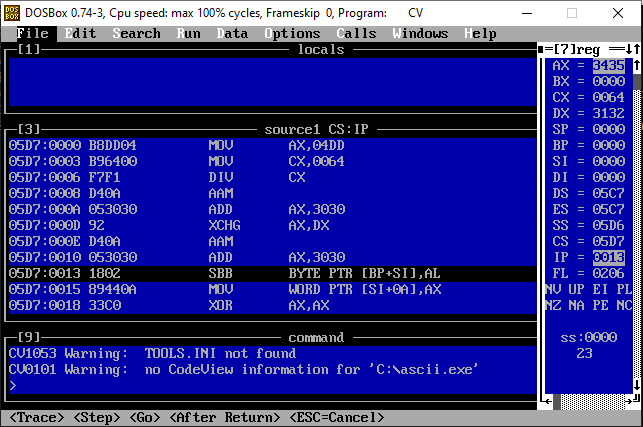 DOSBox 0.74-3, Cpu speed: max 100% cycles, Frameskip 0, Program: CV
File Edit Search Run Data Options Calls Windows Help
[1] locals
[3] source1 CS:IP
05D7:0000 B8DD04 MOV AX,04DD
05D7:0003 B96400 MOV CX,0064
05D7:0006 F7F1 DIV CX
05D7:0008 D40A AAM
05D7:000A 053030 ADD AX,3030
05D7:000D 92 XCHG AX,DX
05D7:000E D40A AAM
05D7:0010 053030 ADD AX,3030
05D7:0013 1802 SBB BYTE PTR [BP+SI],AL
05D7:0015 89440A MOV WORD PTR [SI+0A],AX
05D7:0018 33C0 XOR AX,AX
[9] command
CV1053 Warning: TOOLS.INI not found
CV0101 Warning: no CodeView information for 'C:\ascii.exe'
>
[7]reg
AX = 3435
BX = 0000
CX = 0064
DX = 3132
SP = 0000
BP = 0000
SI = 0000
DI = 0000
DS = 05C7
ES = 05C7
SS = 05D6
CS = 05D7
IP = 0013
FL = 0206
NV UP EI PL
NZ NA PE NC
ss:0000
23
<Trace> <Step> <Go> <After Return> <ESC=Cancel>